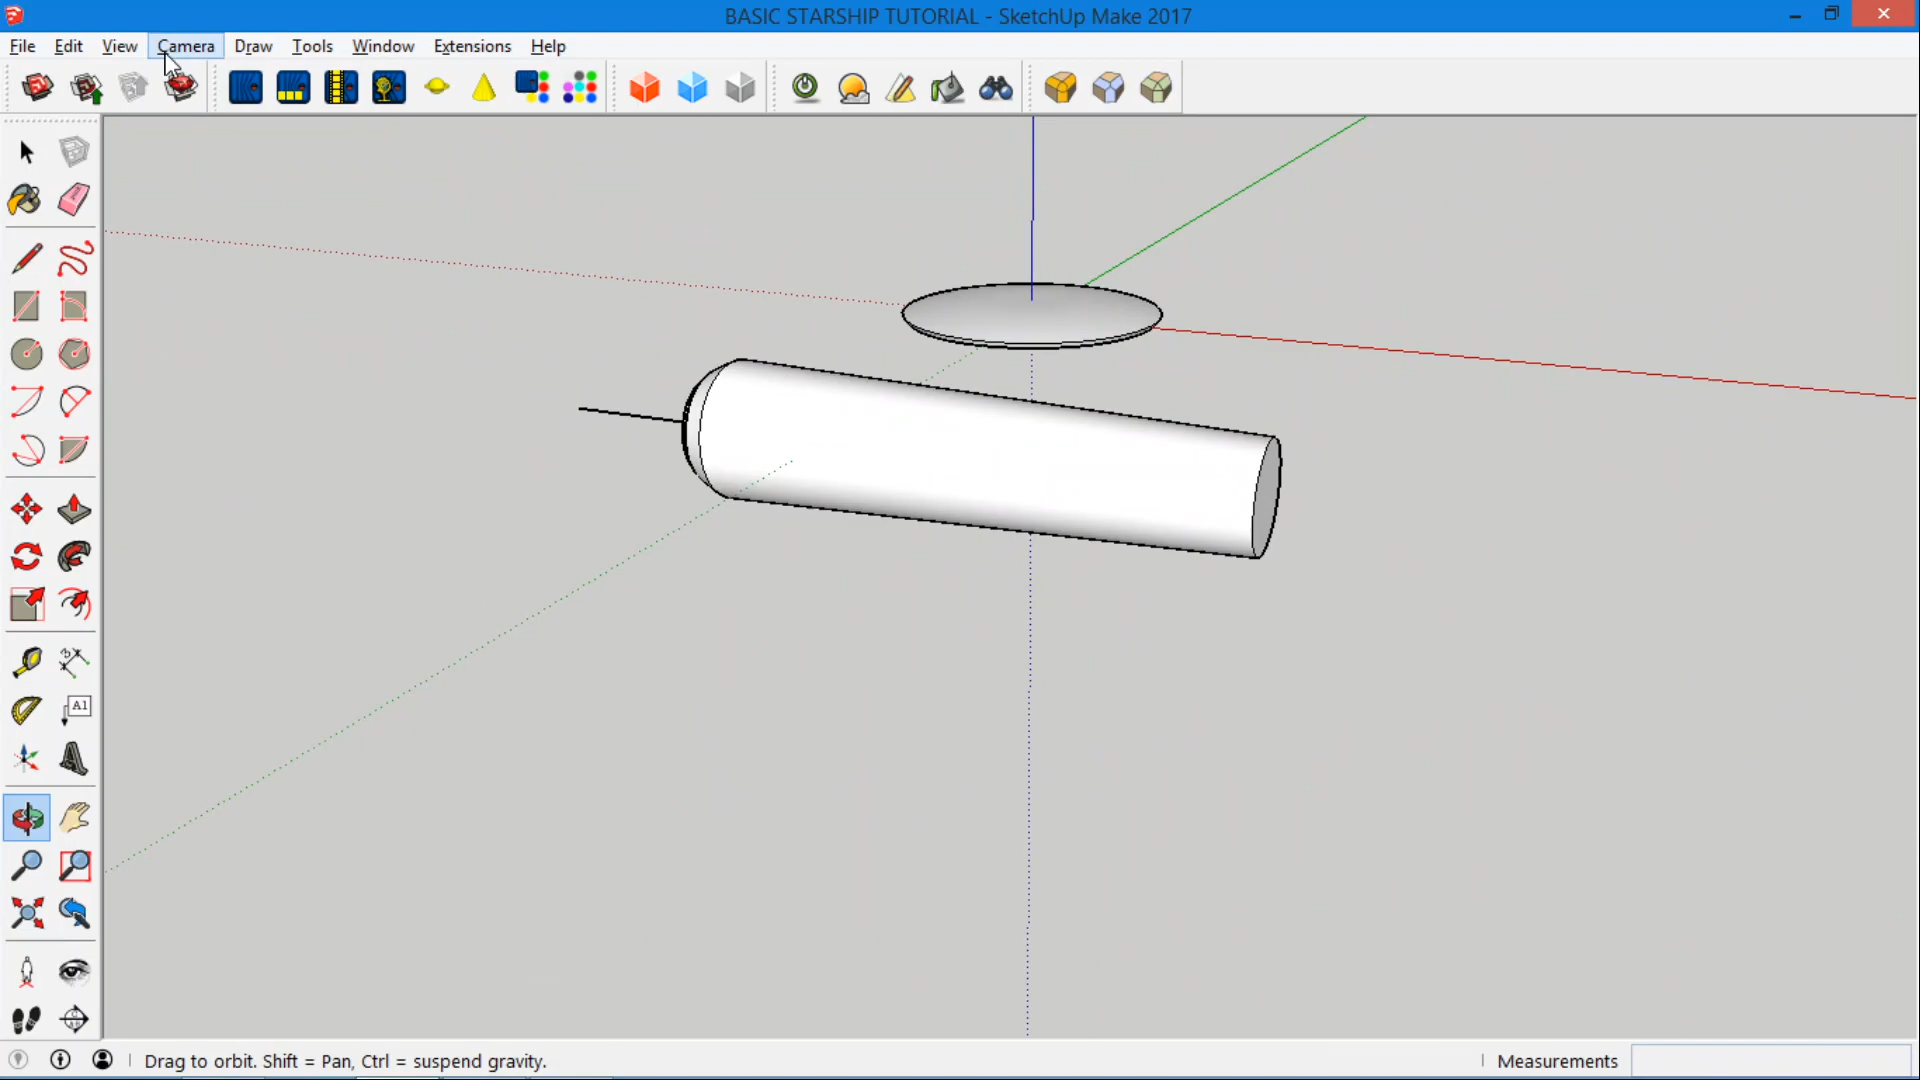 BASIC STARSHIP TUTORIAL - SketchUp Make 2017
File Edit View Camera Draw Tools Window Extensions Help
A1
Drag to orbit. Shift = Pan, Ctrl = suspend gravity.
Measurements